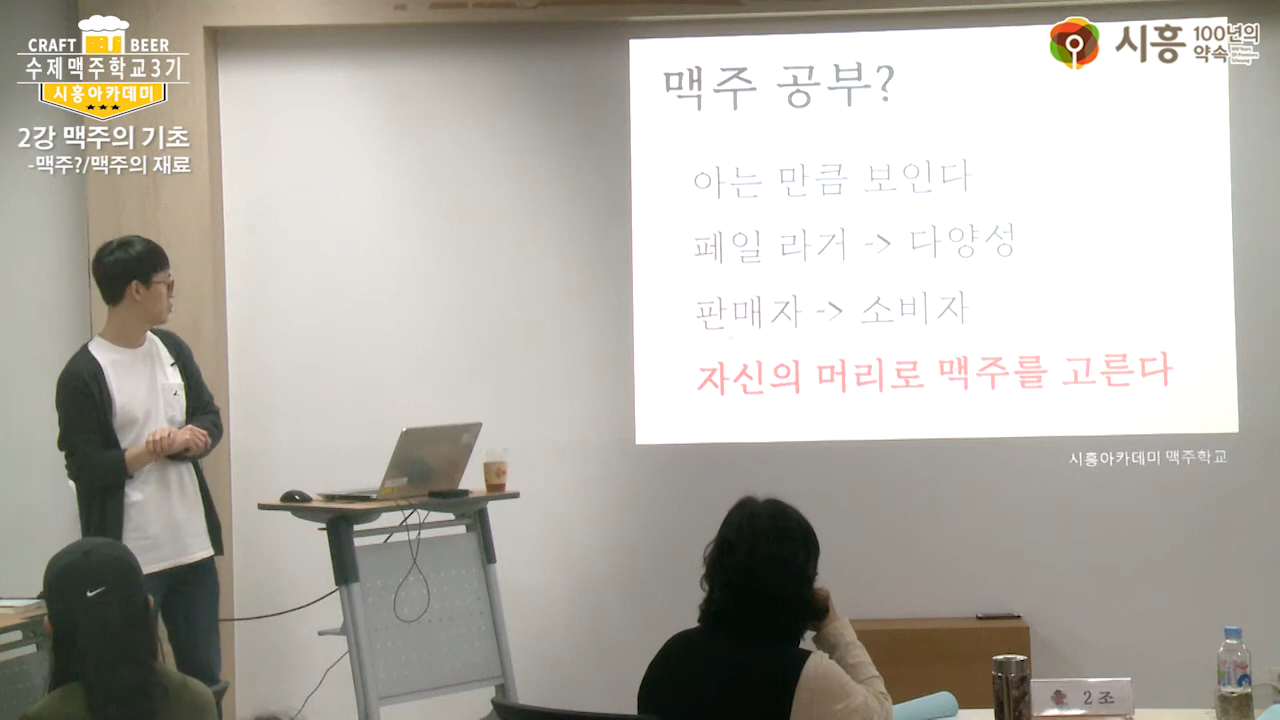 CRAFT BEER
수제맥주학교3기
시흥아카데미
2강 맥주의 기초
-맥주?/맥주의 재료
시흥 100년의
약속
맥주 공부?
아는 만큼 보인다
페일 라거 -> 다양성
판매자 -> 소비자
자신의 머리로 맥주를 고른다
시흥아카데미 맥주학교
2조